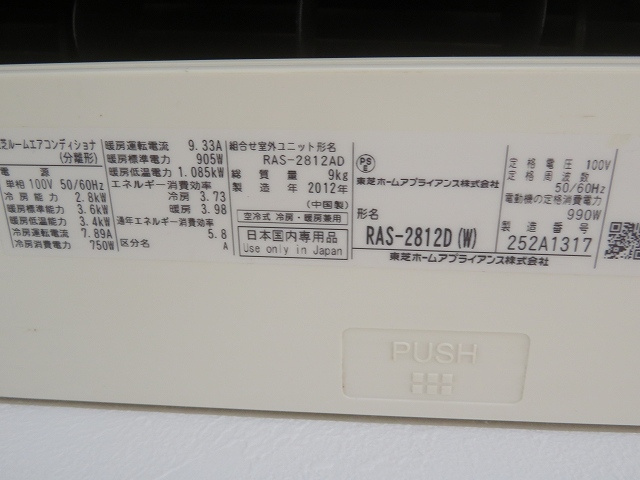 芝ルームエアコンディショナ
(分離形)
電源
単相 100V 50/60Hz
冷房能力 2.8kW
暖房標準能力 3.6kW
暖房低温能力 3.4kW
冷房運転電流 7.89A
冷房消費電力 750W
暖房運転電流 9.33A
暖房標準電力 905W
暖房低温電力 1.085kW
エネルギー消費効率
冷房 3.73
暖房 3.98
通年エネルギー消費効率
5.8
区分名 A
組合せ室外ユニット形名
RAS-2812AD
総質量 9kg
製造年 2012年
(中国製)
空冷式 冷房・暖房兼用
日本国内専用品
Use only in Japan
PS
E
東芝ホームアプライアンス株式会社
形名
RAS-2812D(W)
定格電圧 100V
定格周波数
50/60Hz
電動機の定格消費電力
990W
製造番号
252A1317
東芝ホームアプライアンス株式会社
PUSH